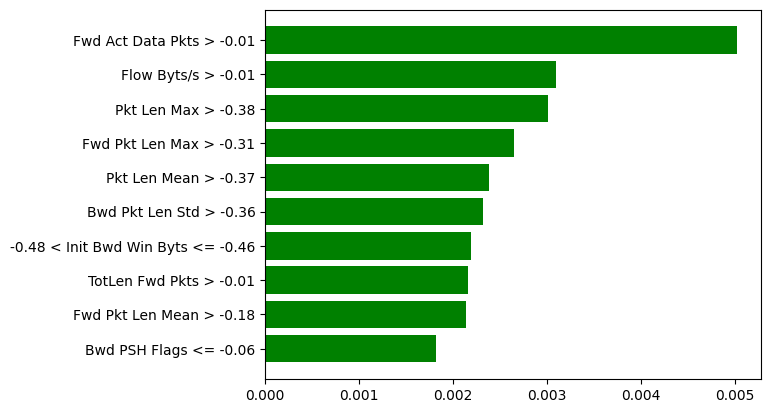 Fwd Act Data Pkts > -0.01
Flow Byts/s > -0.01
Pkt Len Max > -0.38
Fwd Pkt Len Max > -0.31
Pkt Len Mean > -0.37
Bwd Pkt Len Std > -0.36
-0.48 < Init Bwd Win Byts <= -0.46
TotLen Fwd Pkts > -0.01
Fwd Pkt Len Mean > -0.18
Bwd PSH Flags <= -0.06
0.000 0.001 0.002 0.003 0.004 0.005